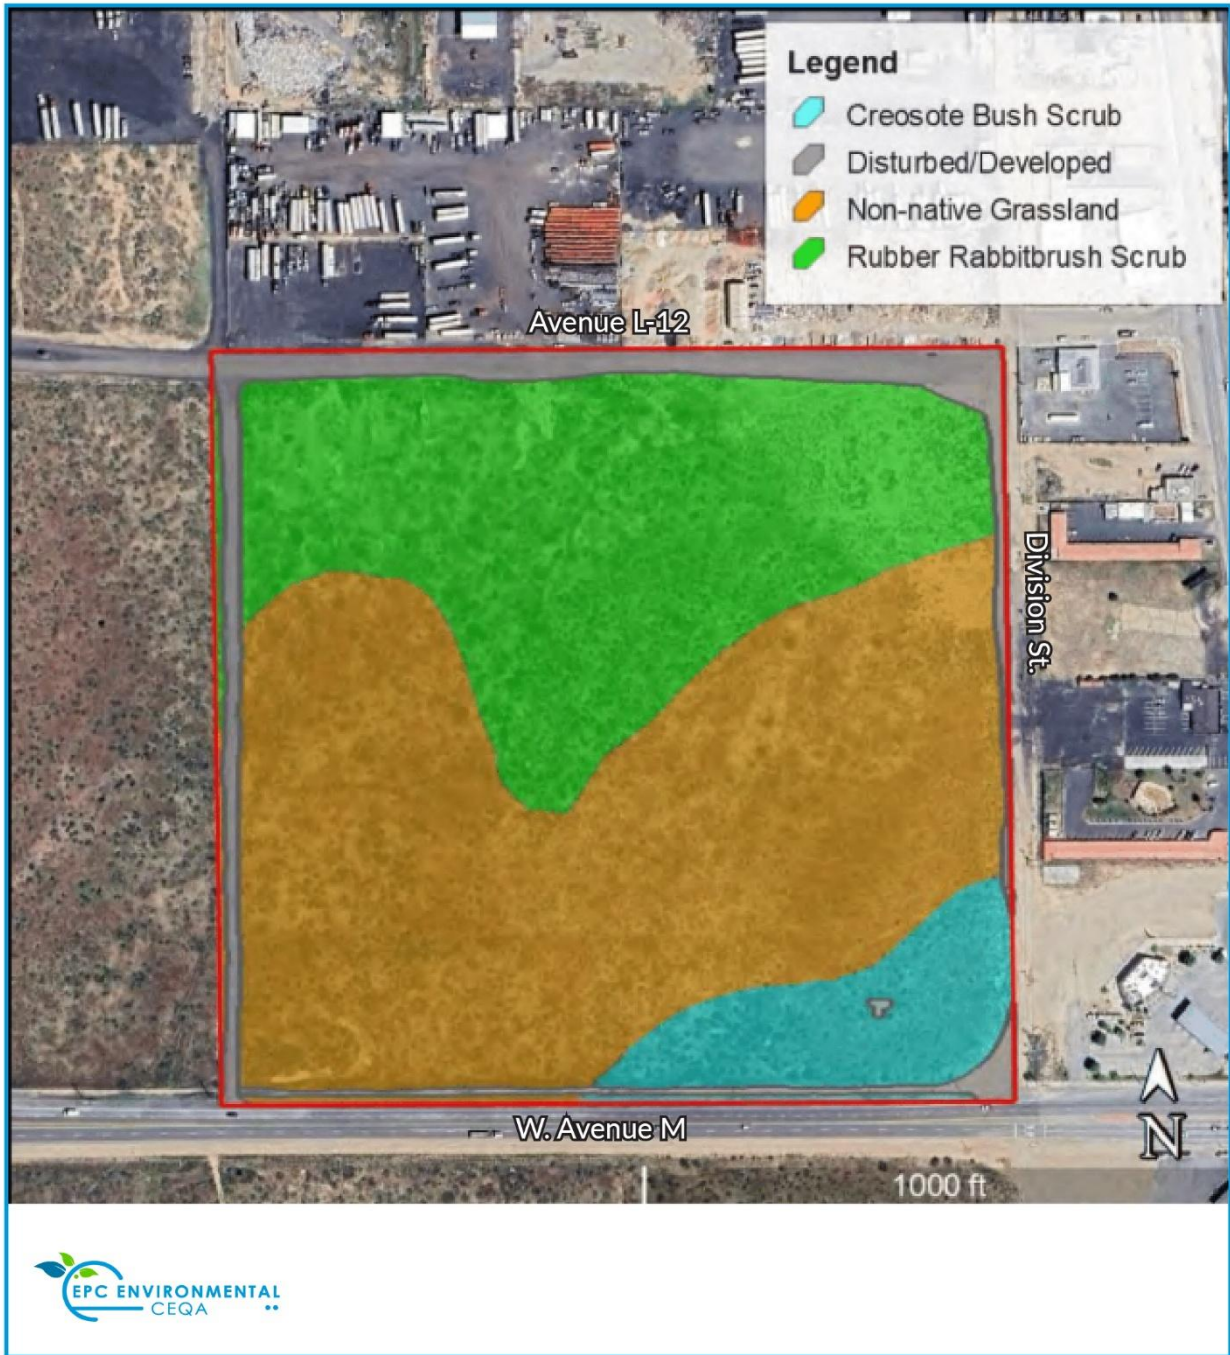 Legend
Creosote Bush Scrub
Disturbed/Developed
Non-native Grassland
Rubber Rabbitbrush Scrub
Avenue L-12
Division St.
W. Avenue M
N
1000 ft
EPC ENVIRONMENTAL
CEQA